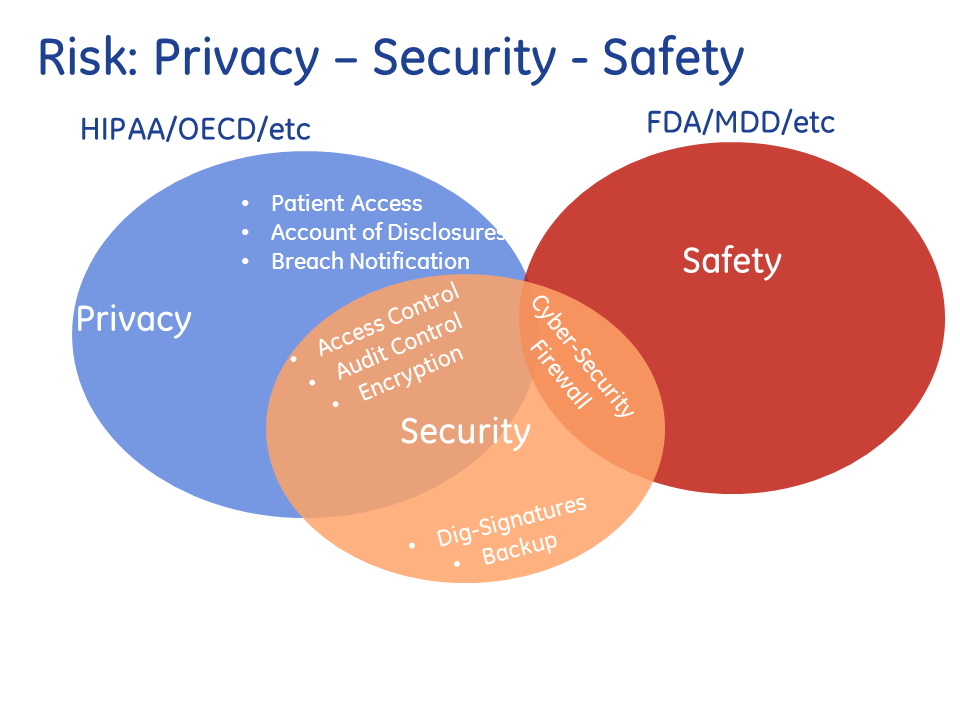 Risk: Privacy – Security - Safety
HIPAA/OECD/etc
FDA/MDD/etc
• Patient Access
• Account of Disclosures
• Breach Notification
Safety
Privacy
• Access Control
• Audit Control
• Encryption
Cyber-Security
Firewall
Security
• Dig-Signatures
• Backup